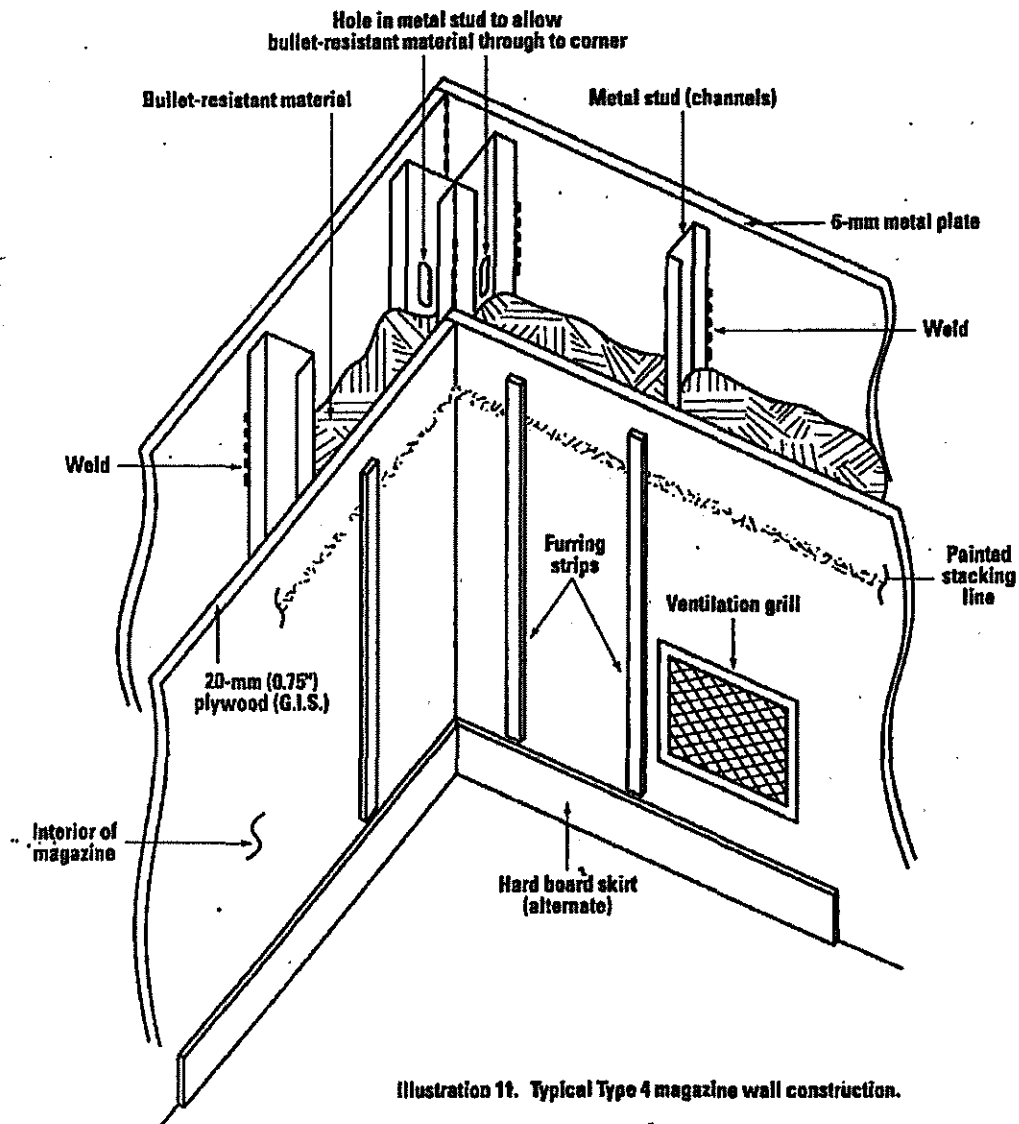 Hole in metal stud to allow
bullet-resistant material through to corner
Bullet-resistant material
Metal stud (channels)
6-mm metal plate
Weld
Weld
Furring
strips
Painted
stacking
line
Ventilation grill
20-mm (0.75")
plywood (G.I.S.)
Interior of
magazine
Hard board skirt
(alternate)
Illustration 11. Typical Type 4 magazine wall construction.